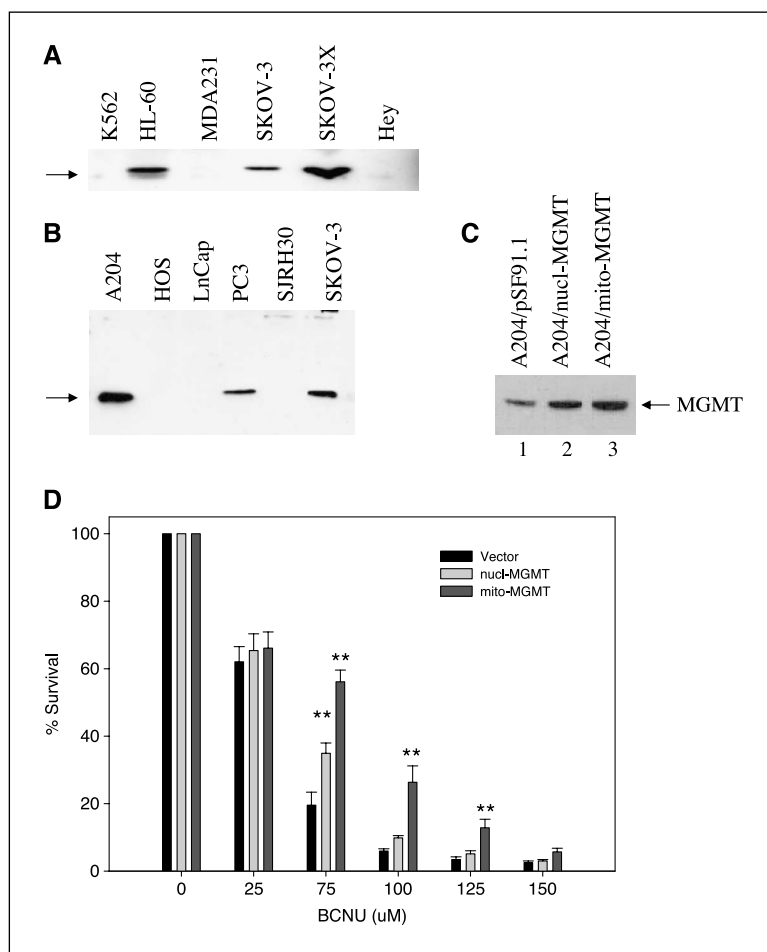 A
K562
HL-60
MDA231
SKOV-3
SKOV-3X
Hey
B
A204
HOS
LnCap
PC3
SJRH30
SKOV-3
C
A204/pSF91.1
A204/nucl-MGMT
A204/mito-MGMT
MGMT
1 2 3
D
100
80
60
40
20
0
% Survival
Vector
nucl-MGMT
mito-MGMT
**
**
**
**
0 25 75 100 125 150
BCNU (uM)